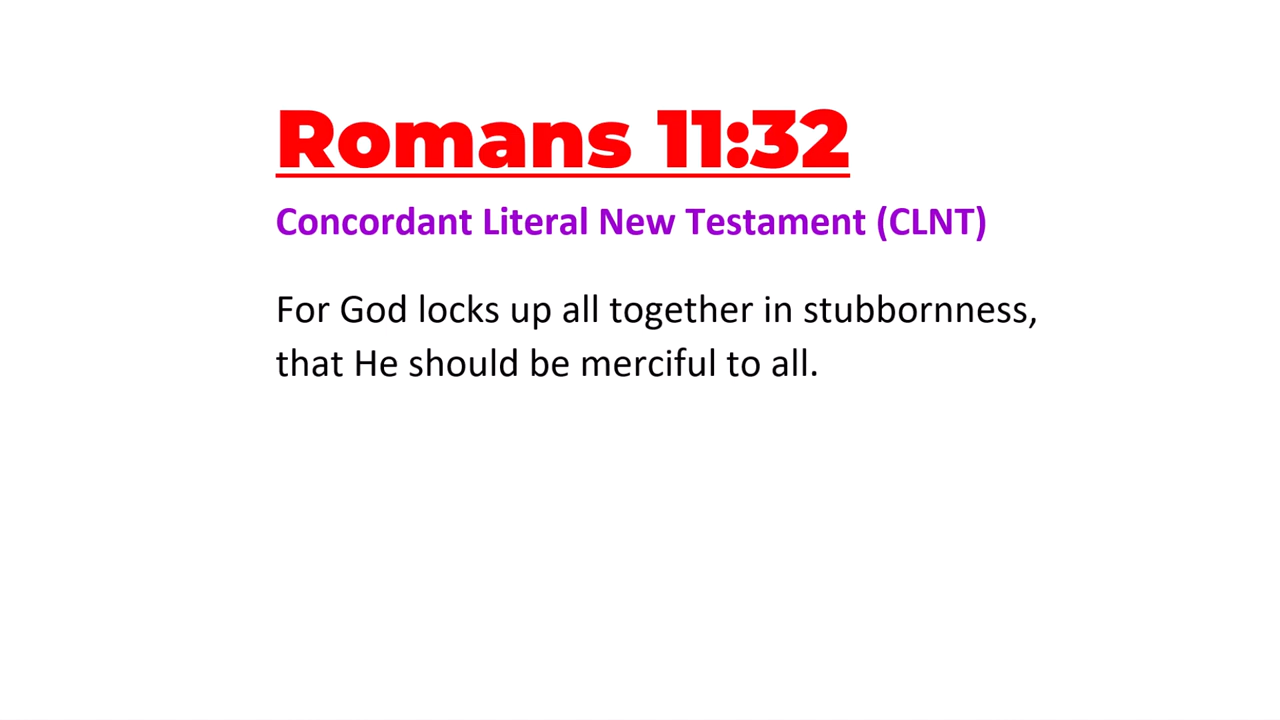 Romans 11:32
Concordant Literal New Testament (CLNT)
For God locks up all together in stubbornness,
that He should be merciful to all.